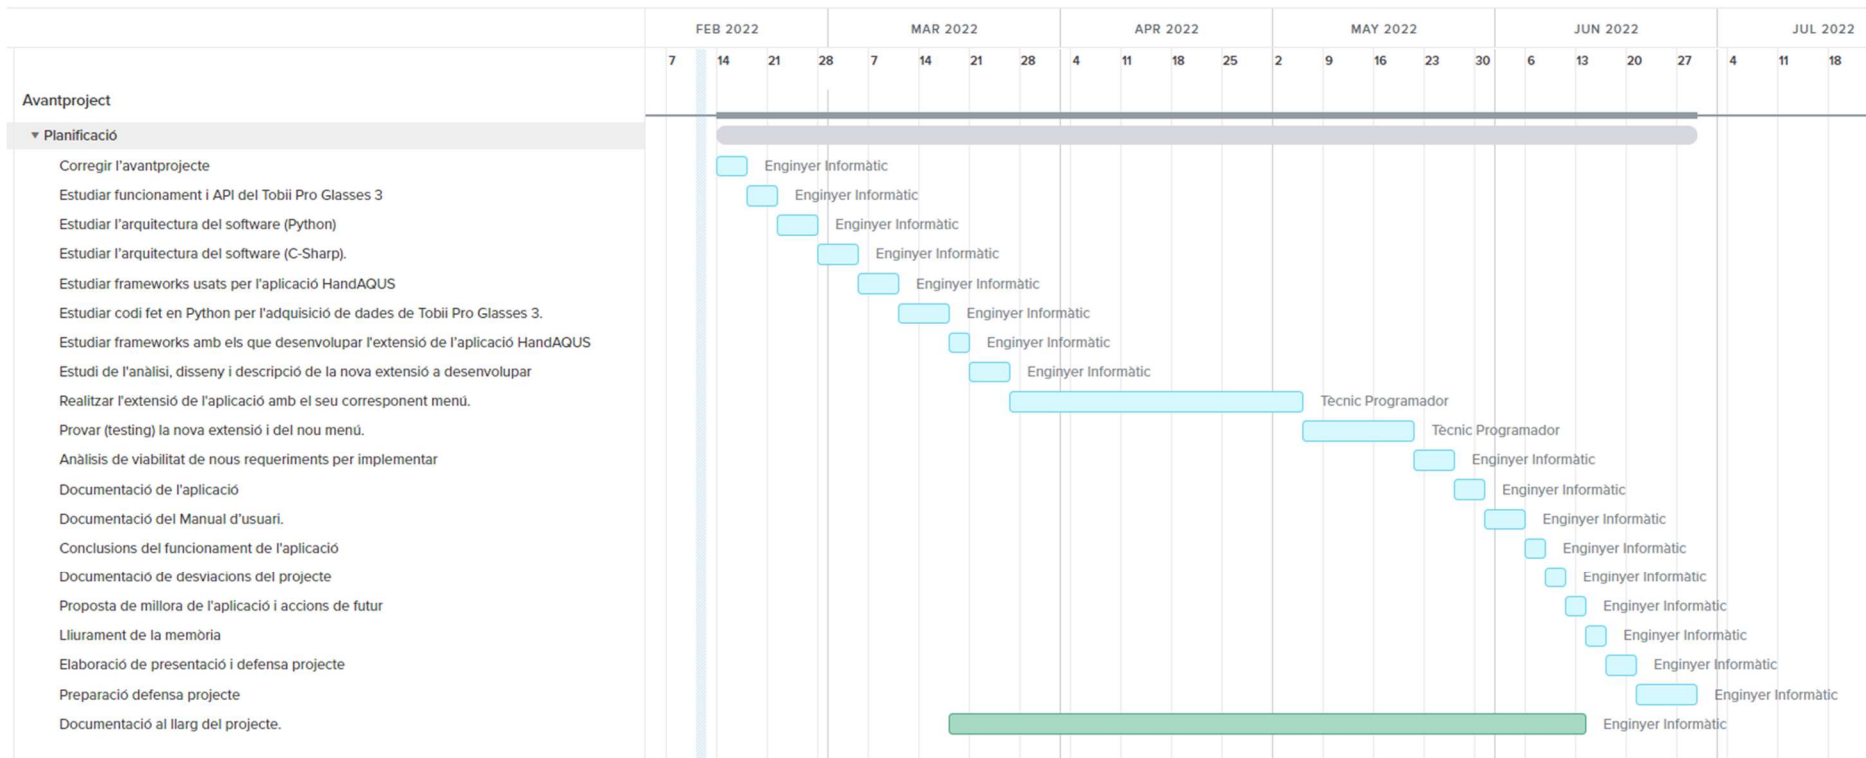 FEB 2022 MAR 2022 APR 2022 MAY 2022 JUN 2022 JUL 2022
7 14 21 28 7 14 21 28 4 11 18 25 2 9 16 23 30 6 13 20 27 4 11 18
Avantproject
Planificació
Corregir l'avantprojecte Enginyer Informàtic
Estudiar funcionament i API del Tobii Pro Glasses 3 Enginyer Informàtic
Estudiar l'arquitectura del software (Python) Enginyer Informàtic
Estudiar l'arquitectura del software (C-Sharp). Enginyer Informàtic
Estudiar frameworks usats per l'aplicació HandAQUS Enginyer Informàtic
Estudiar codi fet en Python per l'adquisició de dades de Tobii Pro Glasses 3. Enginyer Informàtic
Estudiar frameworks amb els que desenvolupar l'extensió de l'aplicació HandAQUS Enginyer Informàtic
Estudi de l'anàlisi, disseny i descripció de la nova extensió a desenvolupar Enginyer Informàtic
Realitzar l'extensió de l'aplicació amb el seu corresponent menú. Tècnic Programador
Provar (testing) la nova extensió i del nou menú. Tècnic Programador
Anàlisis de viabilitat de nous requeriments per implementar Enginyer Informàtic
Documentació de l'aplicació Enginyer Informàtic
Documentació del Manual d'usuari. Enginyer Informàtic
Conclusions del funcionament de l'aplicació Enginyer Informàtic
Documentació de desviacions del projecte Enginyer Informàtic
Proposta de millora de l'aplicació i accions de futur Enginyer Informàtic
Lliurament de la memòria Enginyer Informàtic
Elaboració de presentació i defensa projecte Enginyer Informàtic
Preparació defensa projecte Enginyer Informàtic
Documentació al llarg del projecte. Enginyer Informàtic